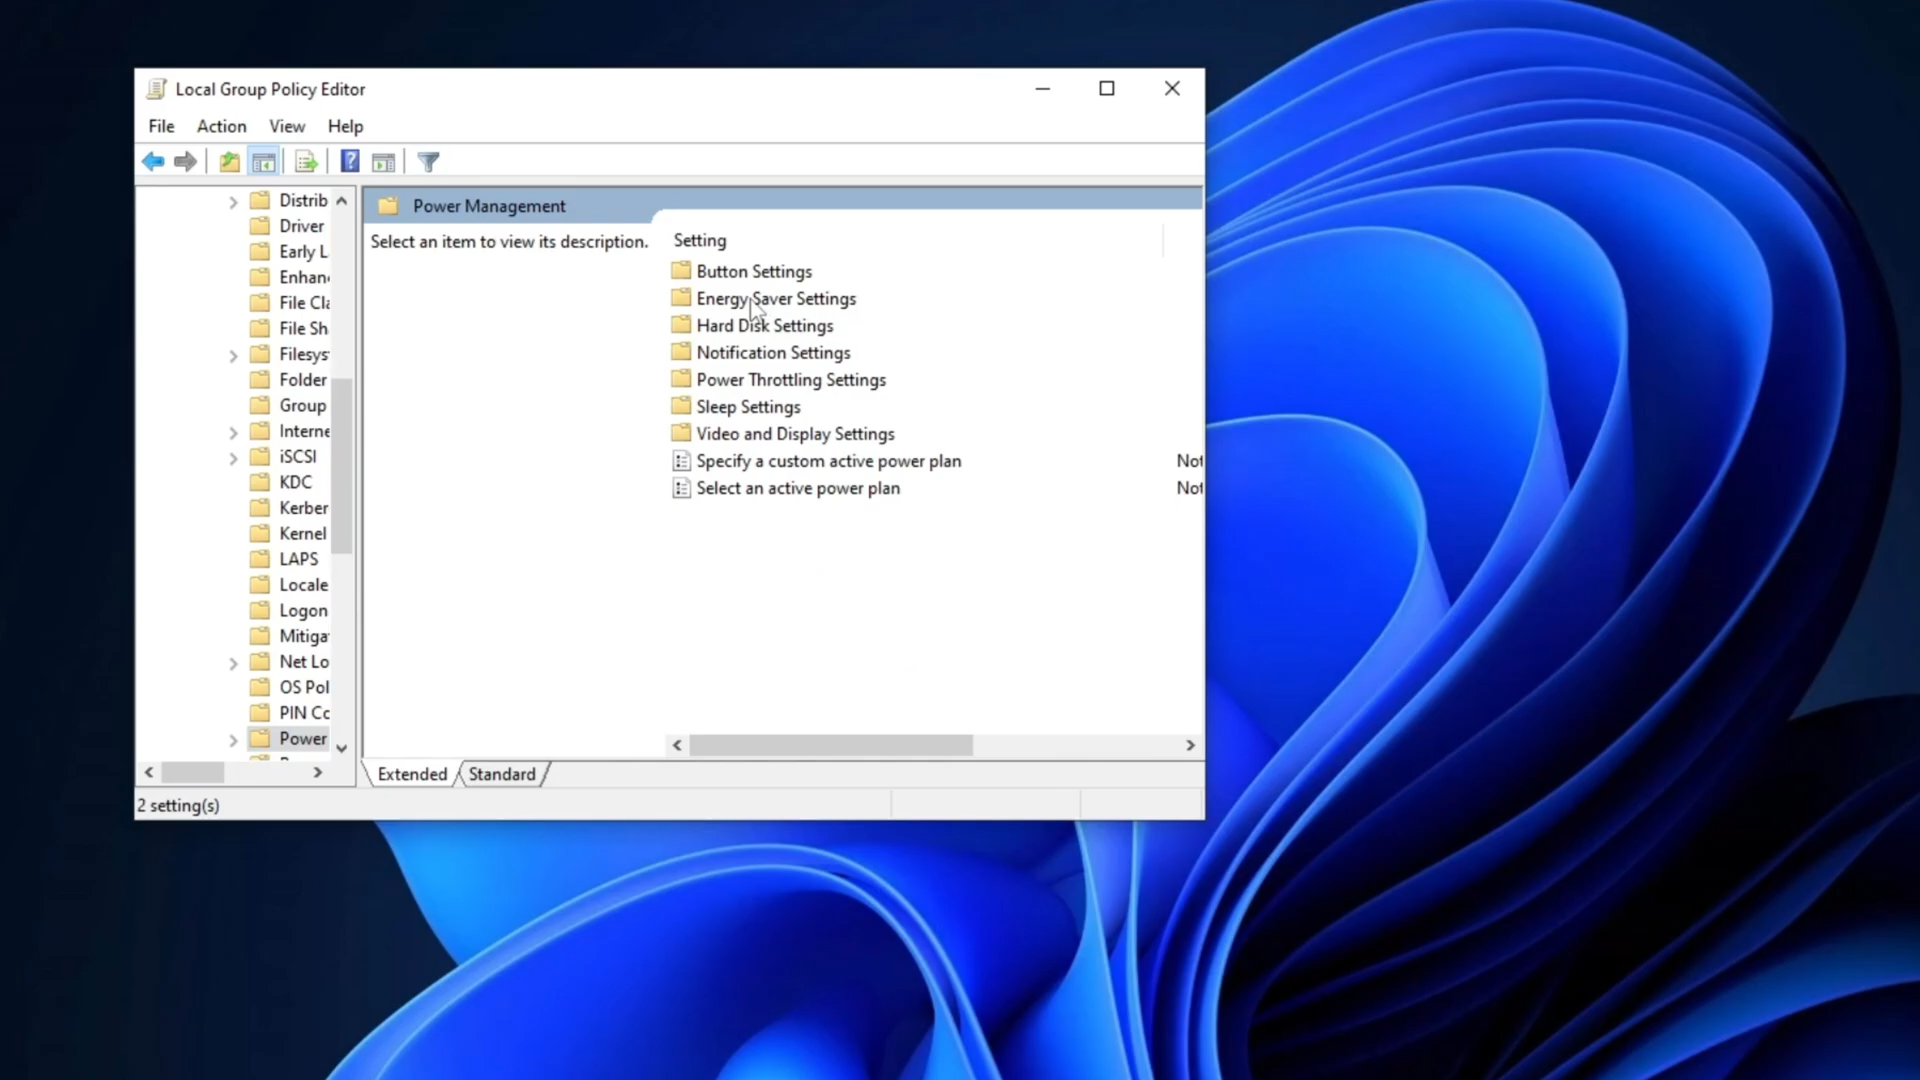 Local Group Policy Editor
File Action View Help
Distrib
Driver
Early L
Enhan
File Cla
File Sh
Filesys
Folder
Group
Interne
iSCSI
KDC
Kerber
Kernel
LAPS
Locale
Logon
Mitiga
Net Lo
OS Pol
PIN Co
Power
Power Management
Select an item to view its description.
Setting
Button Settings
Energy Saver Settings
Hard Disk Settings
Notification Settings
Power Throttling Settings
Sleep Settings
Video and Display Settings
Specify a custom active power plan Not
Select an active power plan Not
Extended Standard
2 setting(s)